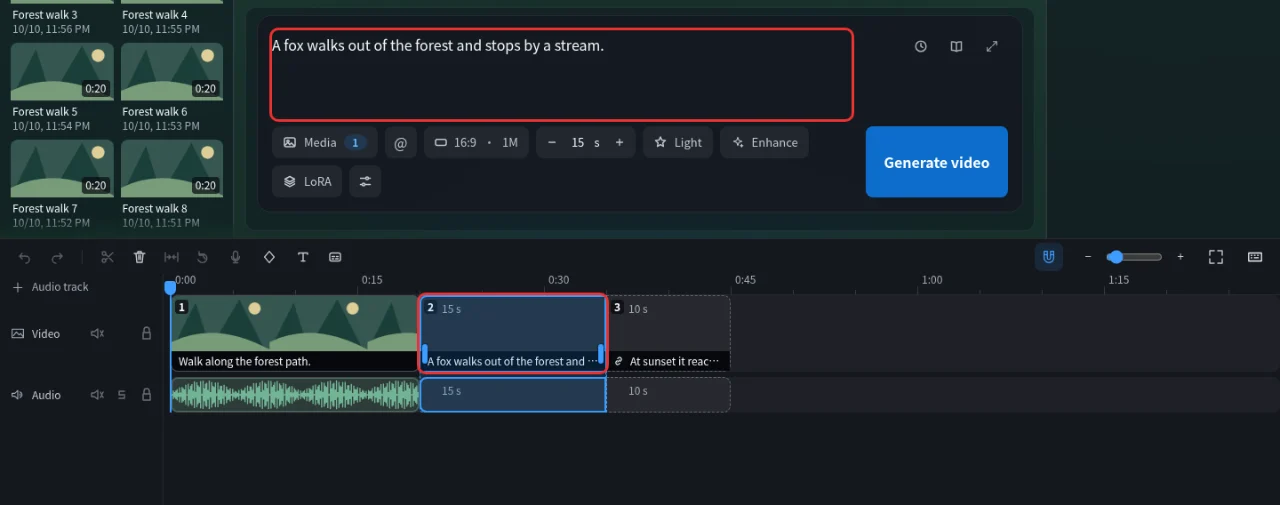 Forest walk 3
10/10, 11:56 PM
Forest walk 4
10/10, 11:55 PM
0:20
0:20
Forest walk 5
10/10, 11:54 PM
Forest walk 6
10/10, 11:53 PM
0:20
0:20
Forest walk 7
10/10, 11:52 PM
Forest walk 8
10/10, 11:51 PM
A fox walks out of the forest and stops by a stream.
Media 1
@
16:9 · 1M
− 15 s +
Light
Enhance
LoRA
Generate video
0:00 0:15 0:30 0:45 1:00 1:15
+ Audio track
Video
1
Walk along the forest path.
2 15 s
A fox walks out of the forest and ···
3 10 s
At sunset it reac···
Audio
S
15 s
10 s